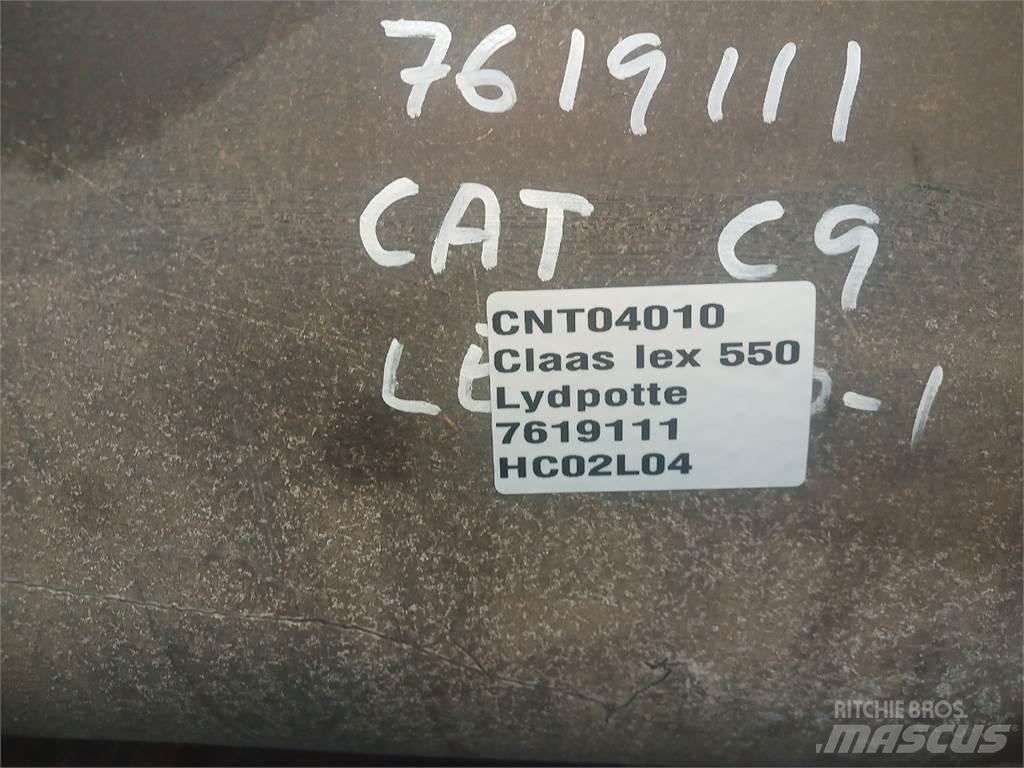 7619111
CAT C9
CNT04010
Claas lex 550
Lydpotte
7619111
HC02L04
RITCHIE BROS.
MASCUS